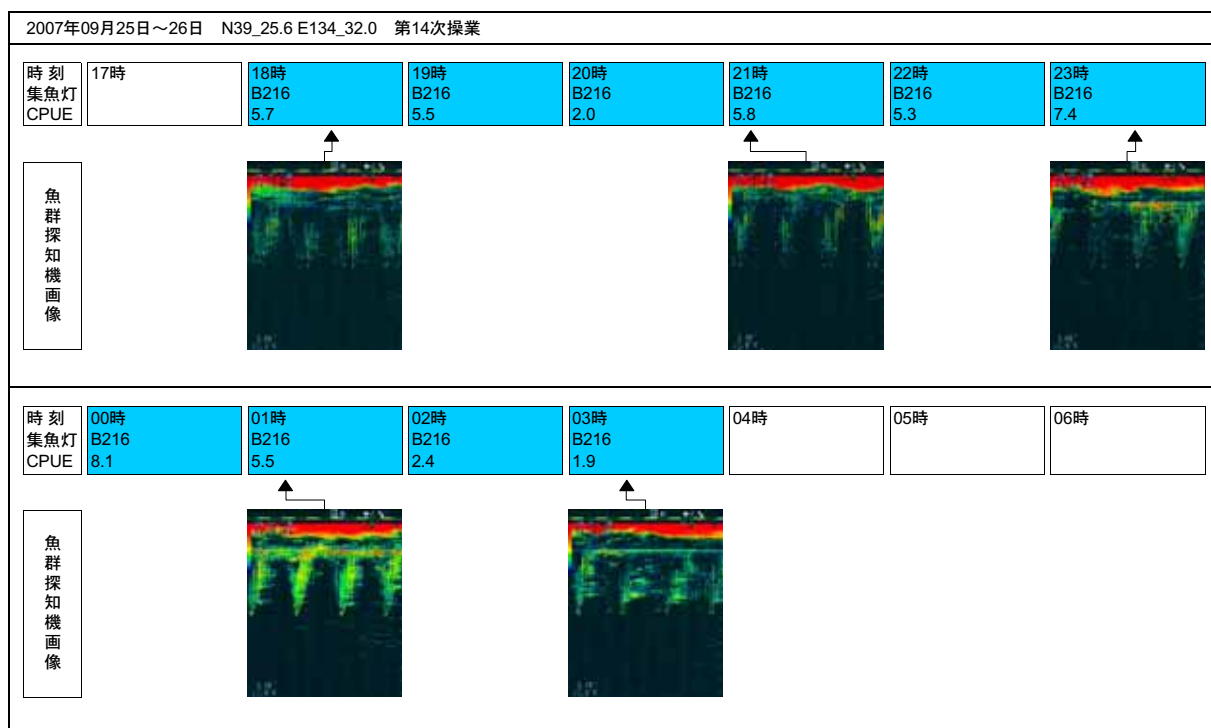 2007年09月25日～26日 N39_25.6 E134_32.0 第14次操業
時 刻
集魚灯
CPUE
17時
18時
B216
5.7
19時
B216
5.5
20時
B216
2.0
21時
B216
5.8
22時
B216
5.3
23時
B216
7.4
魚群探知機画像
時 刻
集魚灯
CPUE
00時
B216
8.1
01時
B216
5.5
02時
B216
2.4
03時
B216
1.9
04時
05時
06時
魚群探知機画像